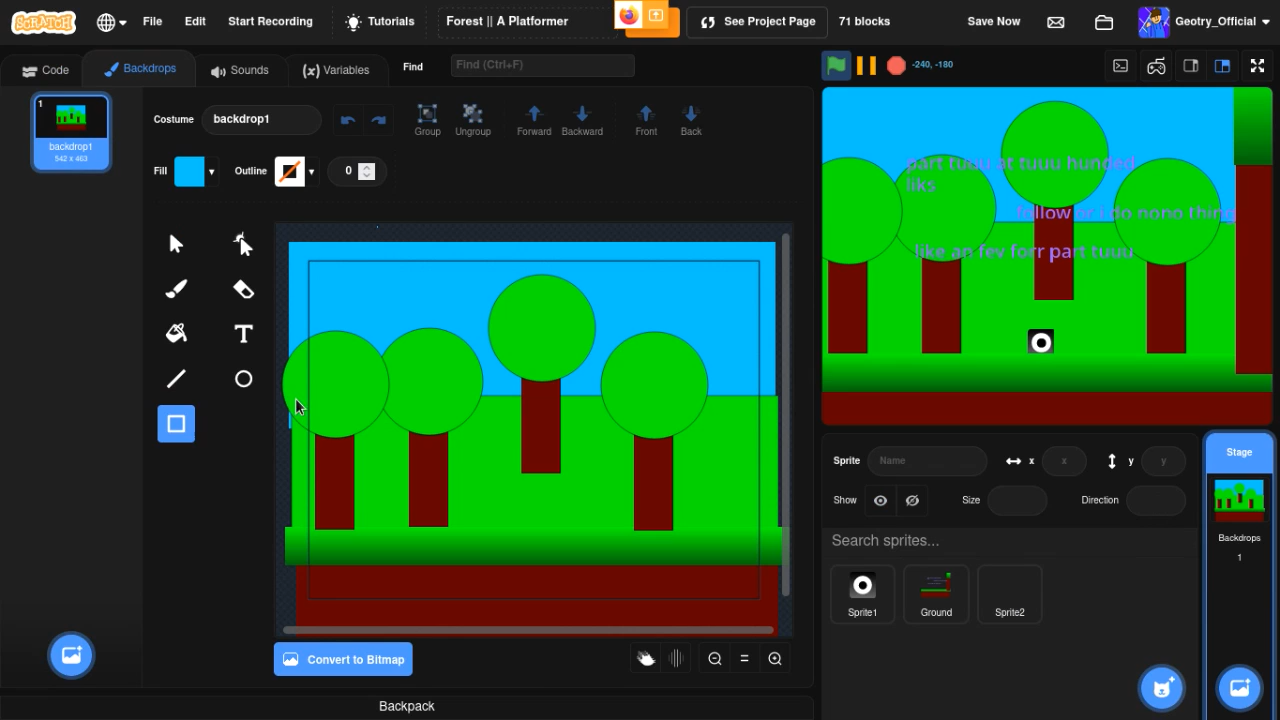 SCRATCH File Edit Start Recording Tutorials Forest || A Platformer See Project Page 71 blocks Save Now Geotry_Official
Code Backdrops Sounds (x) Variables Find Find (Ctrl+F) -240, -180
1
backdrop1
542 x 463
Costume backdrop1 Group Ungroup Forward Backward Front Back
Fill Outline 0
T
part tuuu at tuuu hunded
liks
follow or i do nono thing
like an fev forr part tuuu
Convert to Bitmap
Backpack
Sprite Name x x y y
Show Size Direction
Search sprites...
Sprite1 Ground Sprite2
Stage
Backdrops
1